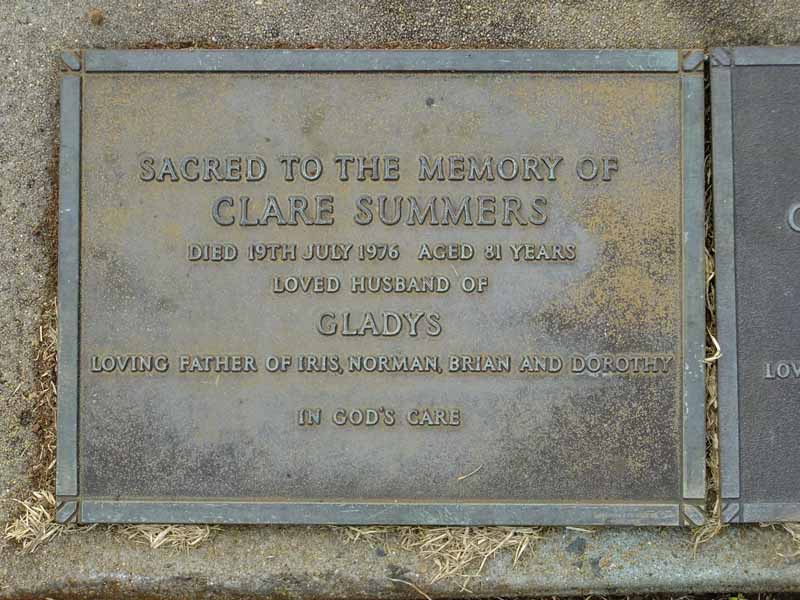 SACRED TO THE MEMORY OF
CLARE SUMMERS
DIED 19TH JULY 1976 AGED 81 YEARS
LOVED HUSBAND OF
GLADYS
LOVING FATHER OF IRIS, NORMAN, BRIAN AND DOROTHY
IN GOD'S CARE